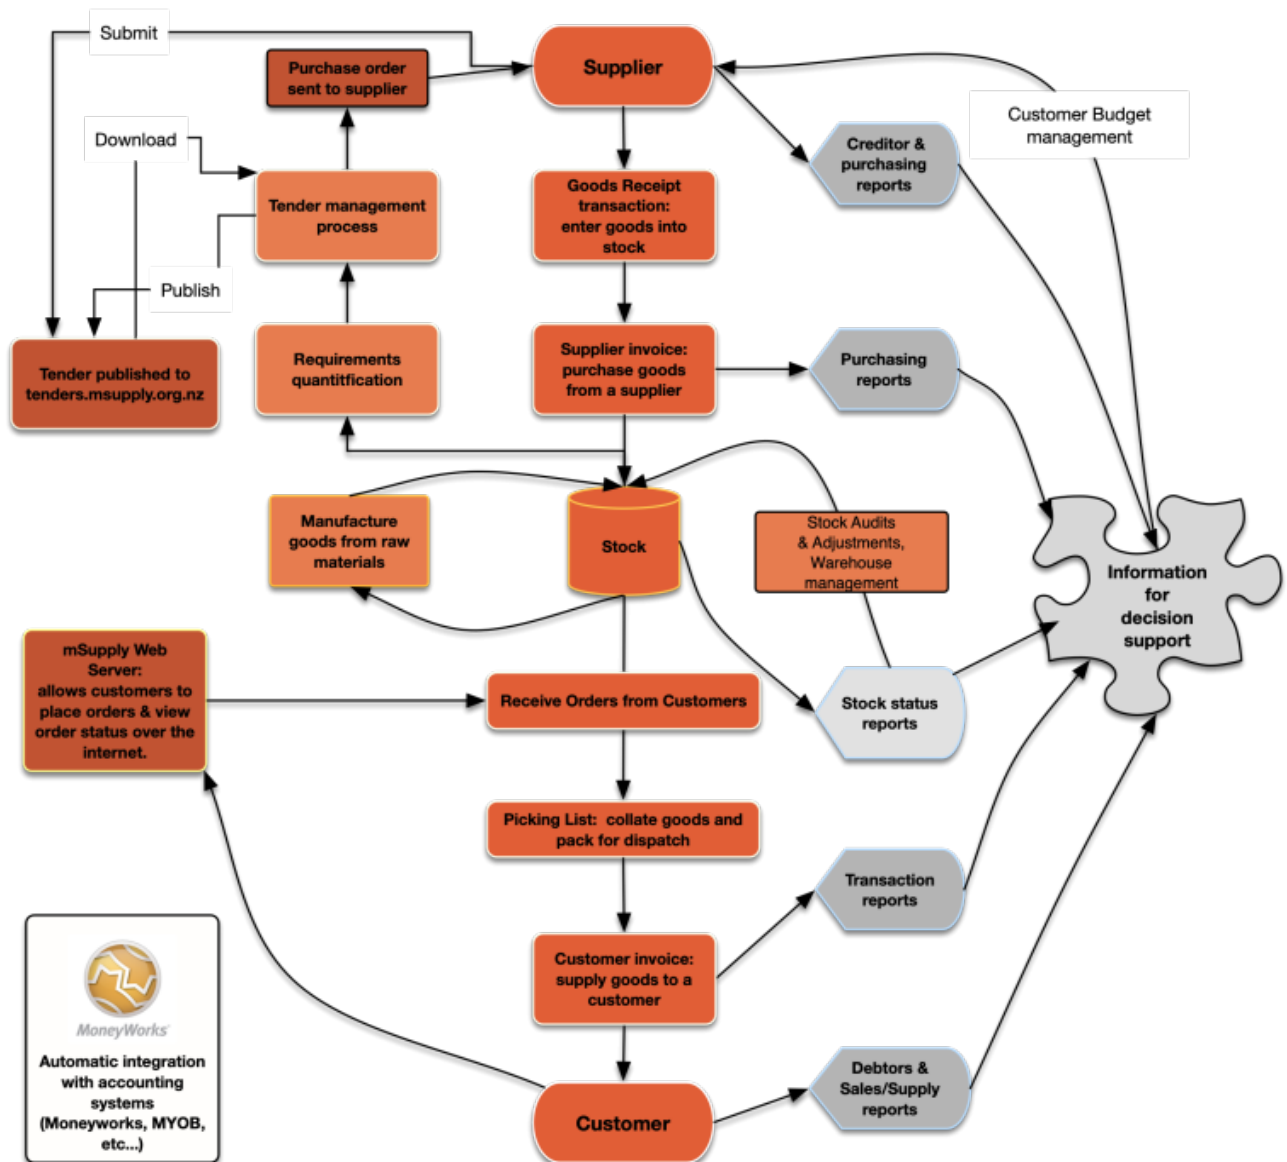 Submit
Purchase order
sent to supplier
Supplier
Customer Budget
management
Download
Creditor &
purchasing
reports
Tender management
process
Goods Receipt
transaction:
enter goods into
stock
Publish
Tender published to
tenders.msupply.org.nz
Requirements
quantitfication
Supplier invoice:
purchase goods
from a supplier
Purchasing
reports
Manufacture
goods from raw
materials
Stock
Stock Audits
& Adjustments,
Warehouse
management
Information
for
decision
support
mSupply Web
Server:
allows customers to
place orders & view
order status over the
internet.
Receive Orders from Customers
Stock status
reports
Picking List:  collate goods and
pack for dispatch
Transaction
reports
Customer invoice:
supply goods to a
customer
MoneyWorks
Automatic integration
with accounting
systems
(Moneyworks, MYOB,
etc...)
Debtors &
Sales/Supply
reports
Customer